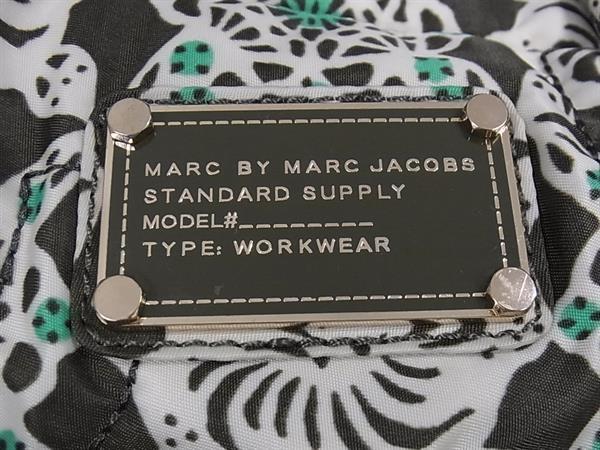 MARC BY MARC JACOBS
STANDARD SUPPLY
MODEL#________
TYPE: WORKWEAR